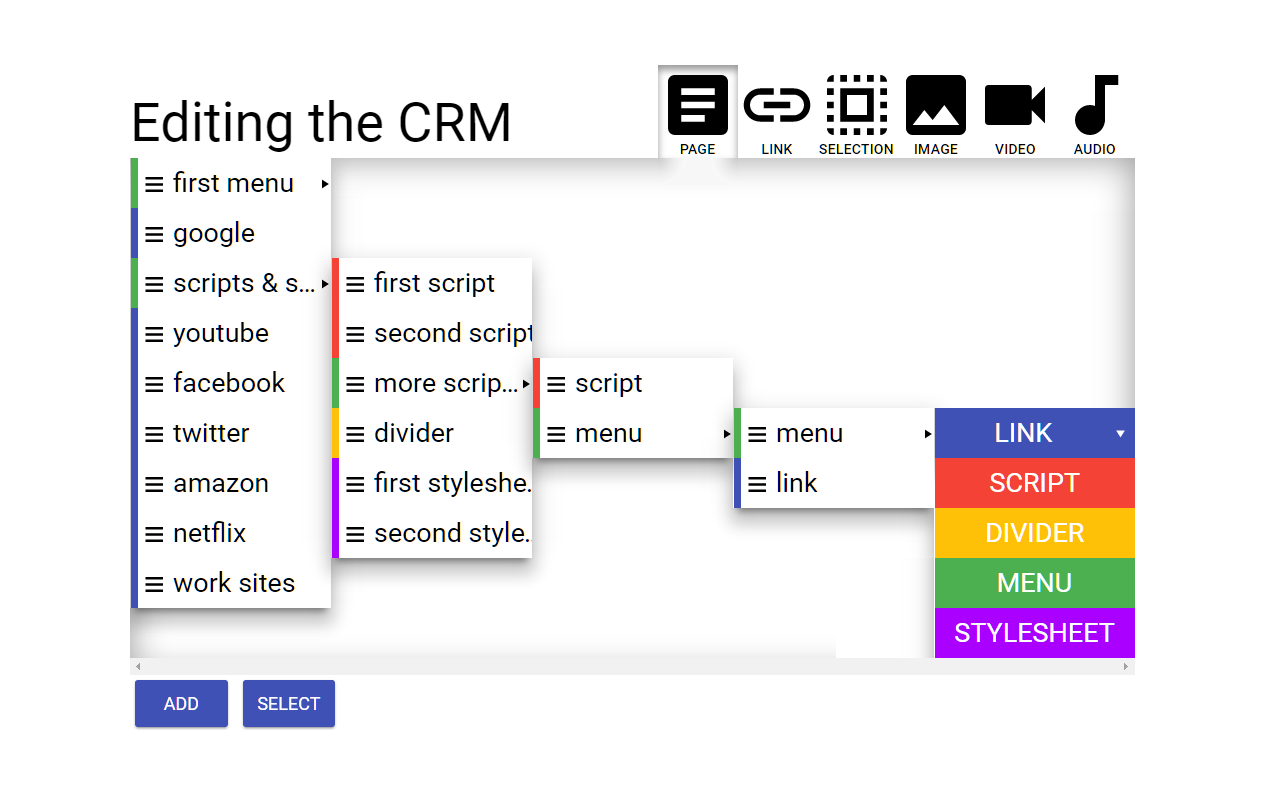 Editing the CRM
PAGE
LINK
SELECTION
IMAGE
VIDEO
AUDIO
first menu
google
scripts & s...
youtube
facebook
twitter
amazon
netflix
work sites
first script
second script
more scrip...
divider
first styleshe.
second style.
script
menu
menu
link
LINK
SCRIPT
DIVIDER
MENU
STYLESHEET
ADD
SELECT